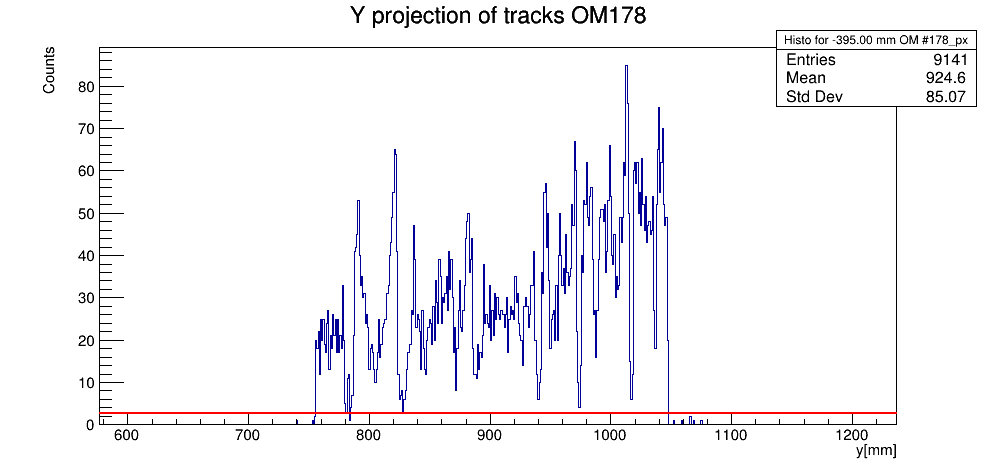 Y projection of tracks OM178
Histo for -395.00 mm OM #178_px
Entries 9141
Mean 924.6
Std Dev 85.07
Counts
80
70
60
50
40
30
20
10
0
600 700 800 900 1000 1100 1200
y[mm]